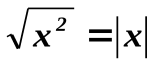 √x² = |x|